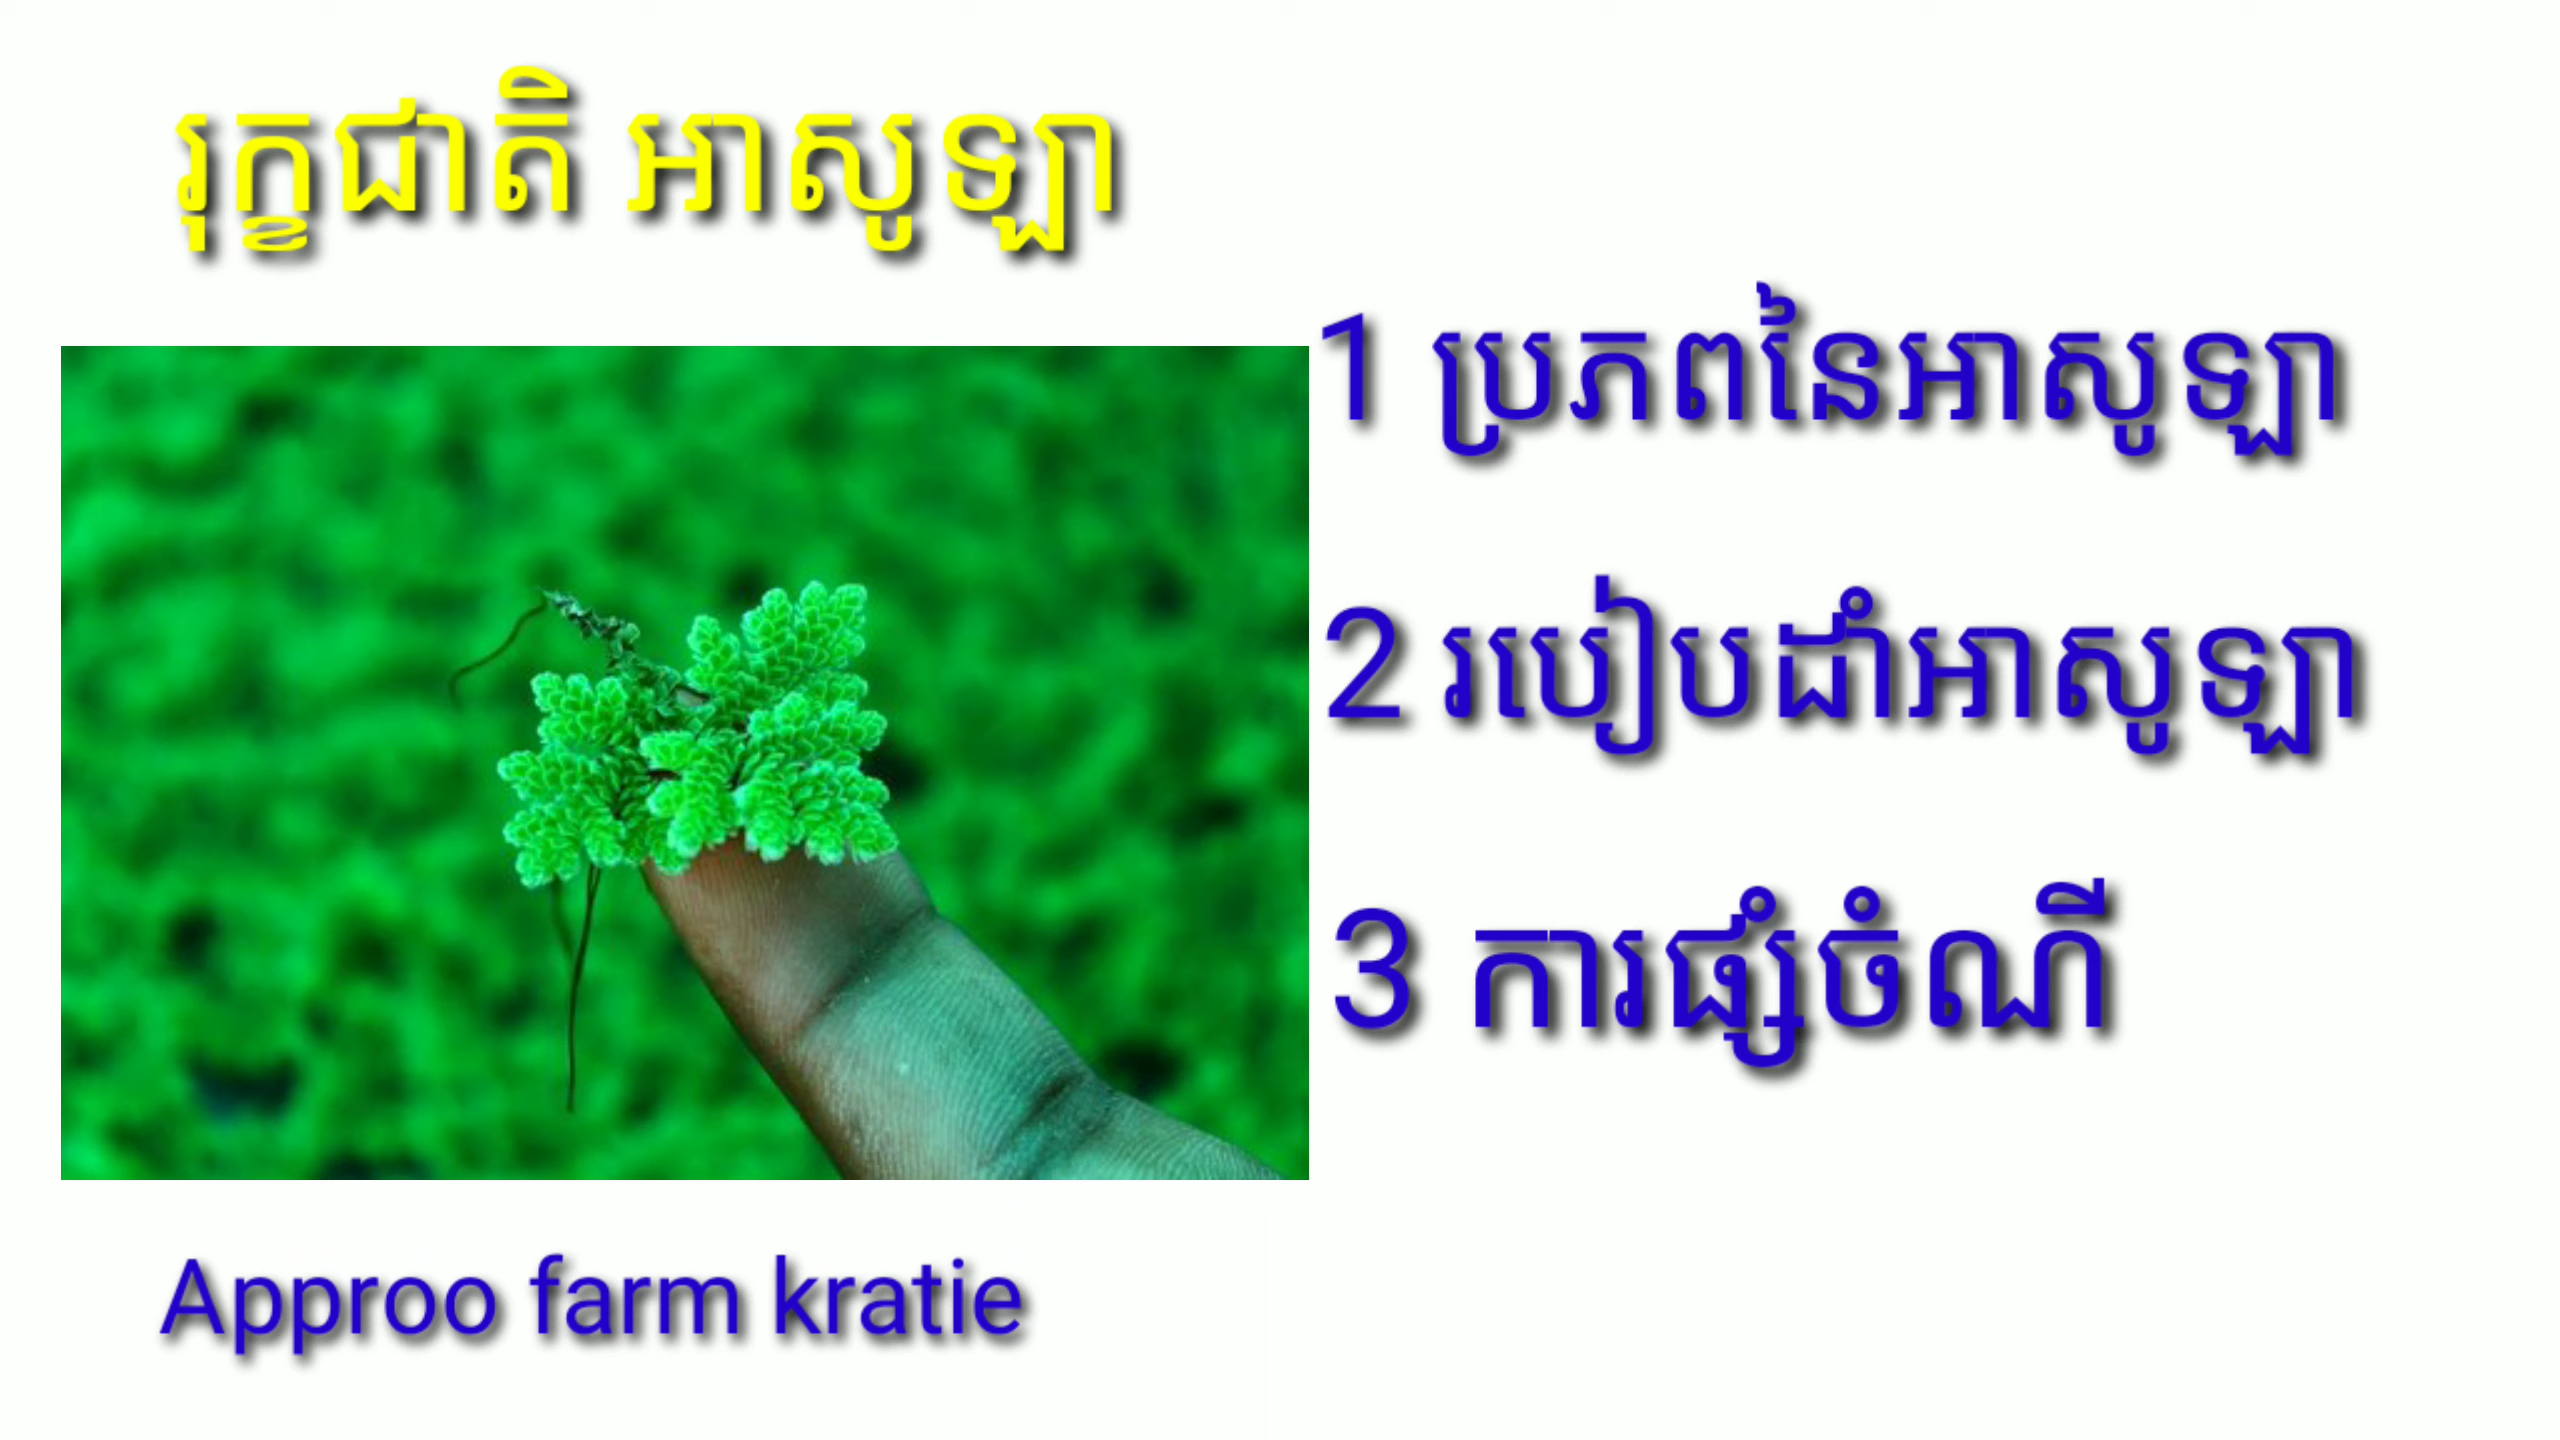 រុក្ខជាតិ អាសូឡា
1 ប្រភពនៃអាសូឡា
2 របៀបដាំអាសូឡា
3 ការផ្សំចំណី
Approo farm kratie